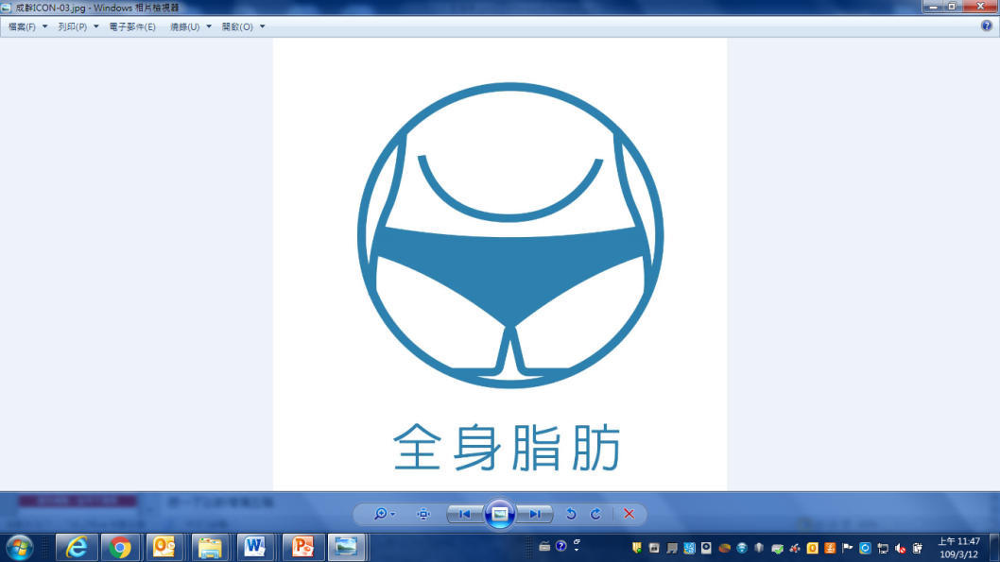 成幹ICON-03.jpg - Windows 相片檢視器
檔案(F) 列印(P) 電子郵件(E) 燒錄(U) 開啟(O)
全身脂肪
上午 11:47
109/3/12